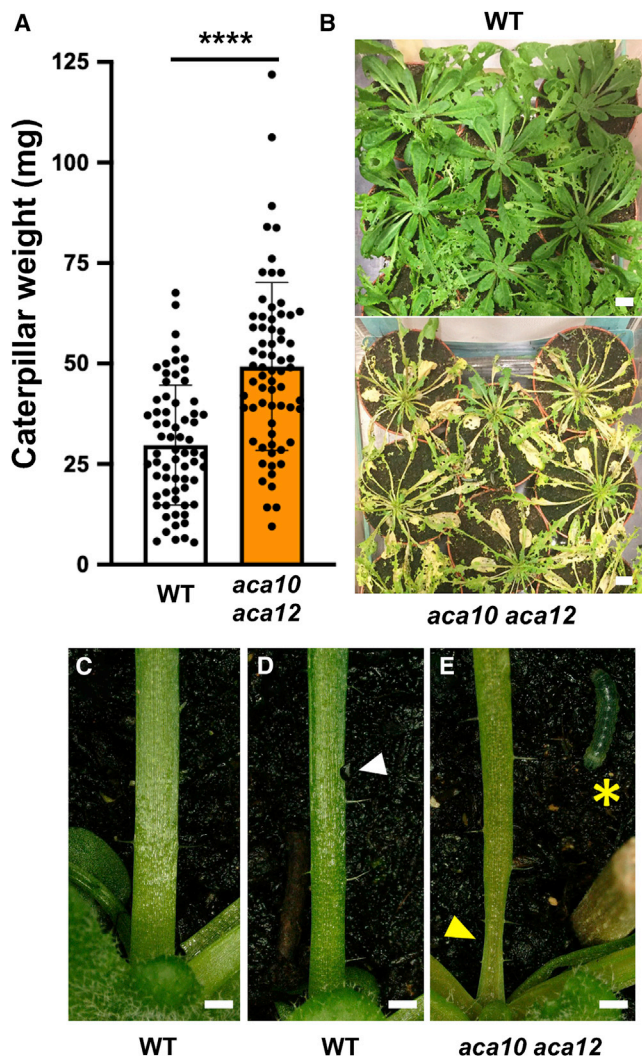 A
****
Caterpillar weight (mg)
125
100
75
50
25
0
WT
aca10
aca12
B
WT
aca10 aca12
C
D
E
*
WT
WT
aca10 aca12